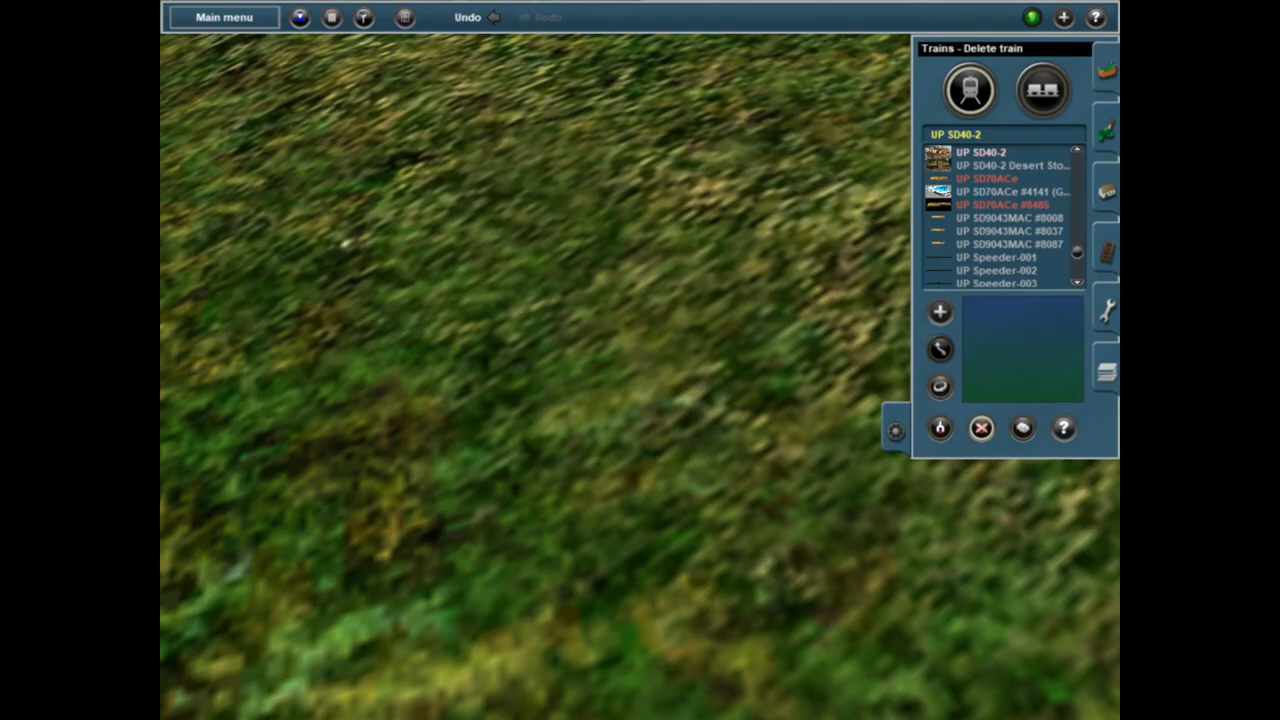 Main menu
Undo
Redo
Trains - Delete train
UP SD40-2
UP SD40-2
UP SD40-2 Desert Sto...
UP SD70ACe
UP SD70ACe #4141 (G...
UP SD70ACe #8485
UP SD9043MAC #8008
UP SD9043MAC #8037
UP SD9043MAC #8087
UP Speeder-001
UP Speeder-002
UP Speeder-003